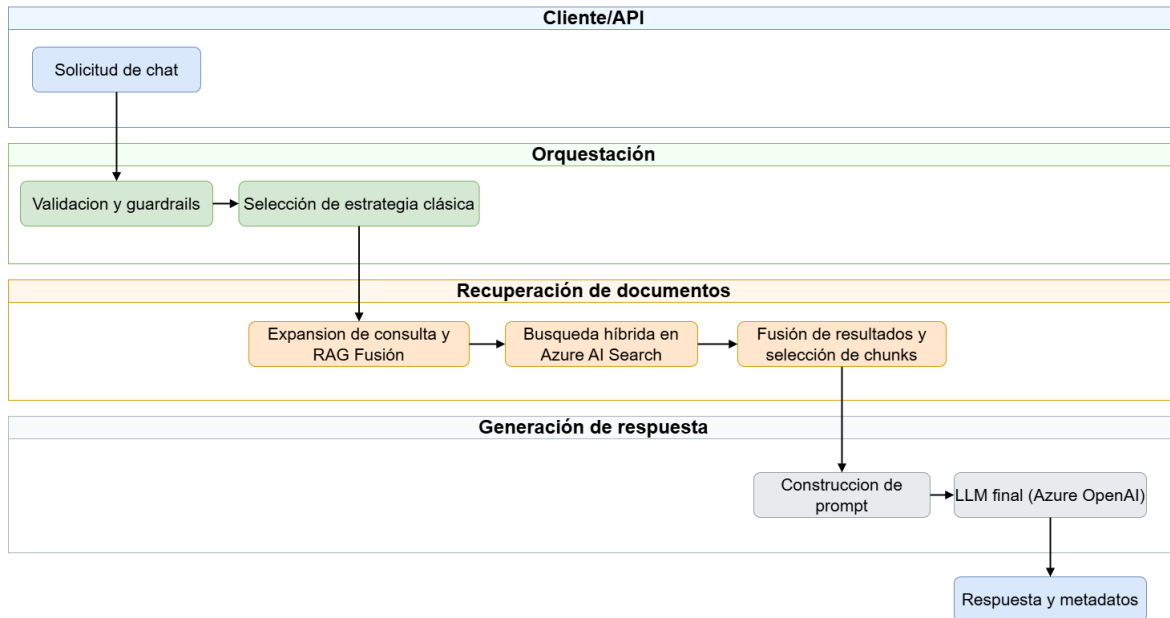 Cliente/API
Solicitud de chat
Orquestación
Validacion y guardrails
Selección de estrategia clásica
Recuperación de documentos
Expansion de consulta y
RAG Fusión
Busqueda híbrida en
Azure AI Search
Fusión de resultados y
selección de chunks
Generación de respuesta
Construccion de
prompt
LLM final (Azure OpenAI)
Respuesta y metadatos